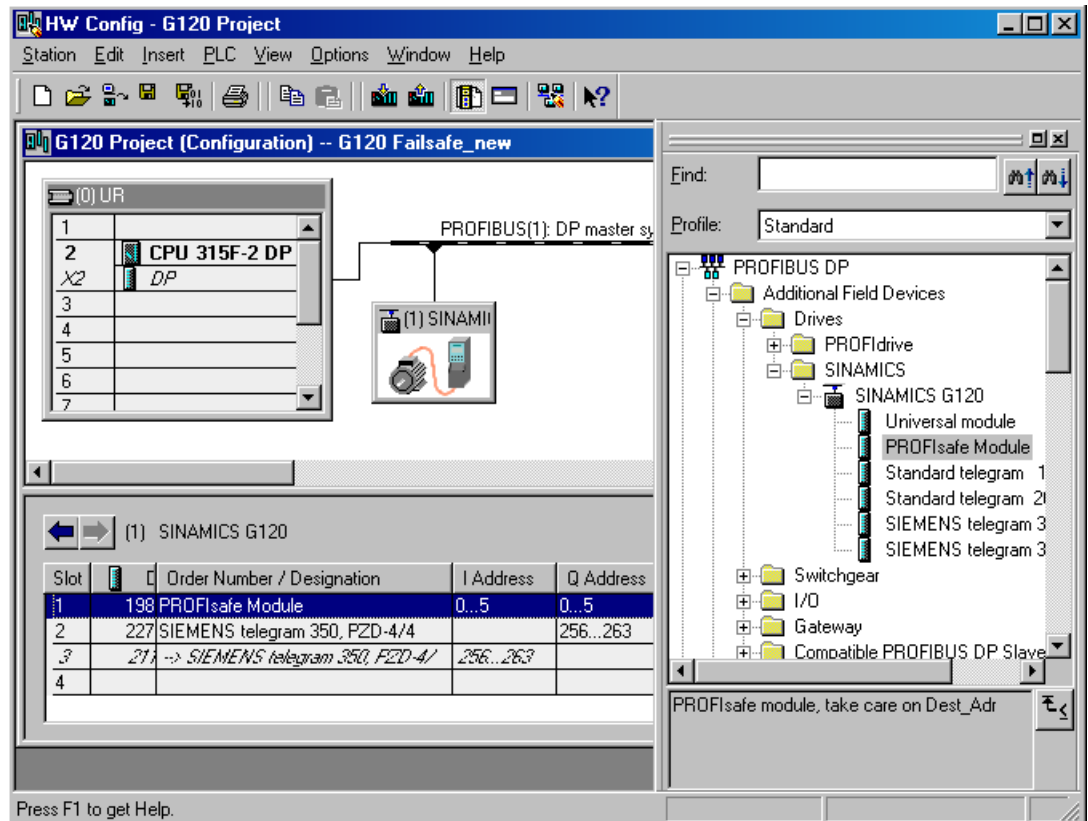 HW Config - G120 Project
Station Edit Insert PLC View Options Window Help
G120 Project (Configuration) -- G120 Failsafe_new
(0) UR
1
2 CPU 315F-2 DP
X2 DP
3
4
5
6
7
PROFIBUS(1): DP master sy
(1) SINAMI
(1) SINAMICS G120
Slot D Order Number / Designation I Address Q Address
1 198 PROFIsafe Module 0...5 0...5
2 227 SIEMENS telegram 350, PZD-4/4 256...263
3 211 --> SIEMENS telegram 350, PZD-4/ 256...263
4
Find:
Profile: Standard
PROFIBUS DP
Additional Field Devices
Drives
PROFIdrive
SINAMICS
SINAMICS G120
Universal module
PROFIsafe Module
Standard telegram 1
Standard telegram 20
SIEMENS telegram 3
SIEMENS telegram 3
Switchgear
I/O
Gateway
Compatible PROFIBUS DP Slave
PROFIsafe module, take care on Dest_Adr
Press F1 to get Help.